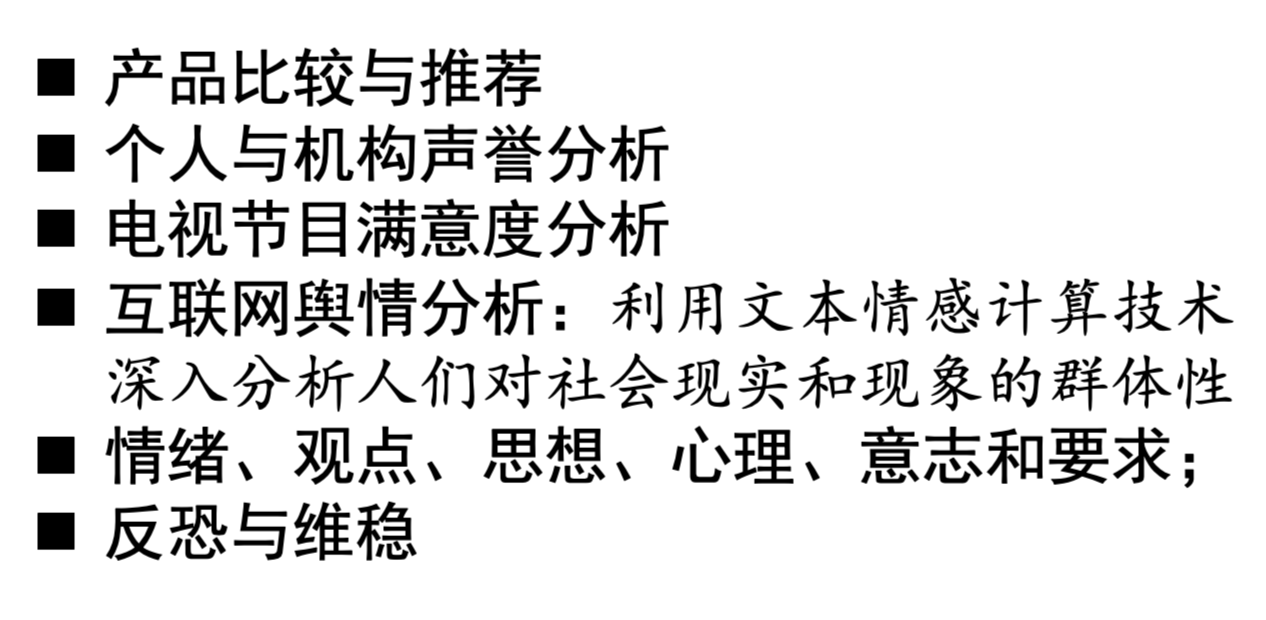 ■ 产品比较与推荐
■ 个人与机构声誉分析
■ 电视节目满意度分析
■ 互联网舆情分析：利用文本情感计算技术
深入分析人们对社会现实和现象的群体性
■ 情绪、观点、思想、心理、意志和要求；
■ 反恐与维稳